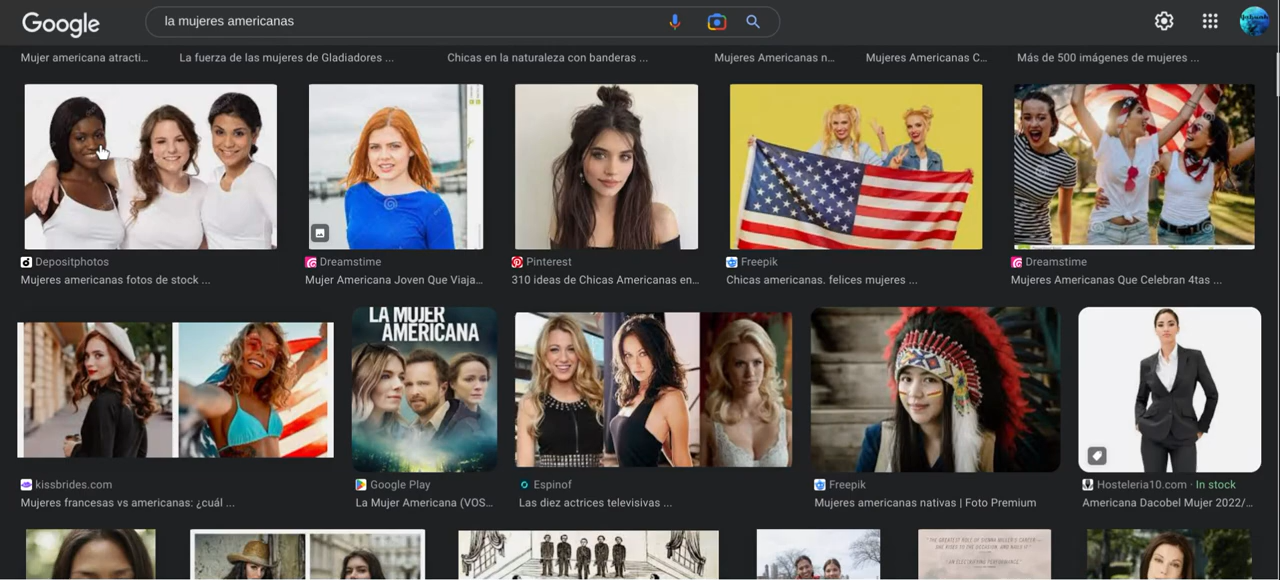 Google
la mujeres americanas
Mujer americana atracti...
La fuerza de las mujeres de Gladiadores ...
Chicas en la naturaleza con banderas ...
Mujeres Americanas n...
Mujeres Americanas C...
Más de 500 imágenes de mujeres ...
Depositphotos
Mujeres americanas fotos de stock ...
Dreamstime
Mujer Americana Joven Que Viaja...
Pinterest
310 ideas de Chicas Americanas en...
Freepik
Chicas americanas. felices mujeres ...
Dreamstime
Mujeres Americanas Que Celebran 4tas ...
LA MUJER
AMERICANA
kissbrides.com
Mujeres francesas vs americanas: ¿cuál ...
Google Play
La Mujer Americana (VOS...
Espinof
Las diez actrices televisivas ...
Freepik
Mujeres americanas nativas | Foto Premium
Hosteleria10.com · In stock
Americana Dacobel Mujer 2022/...